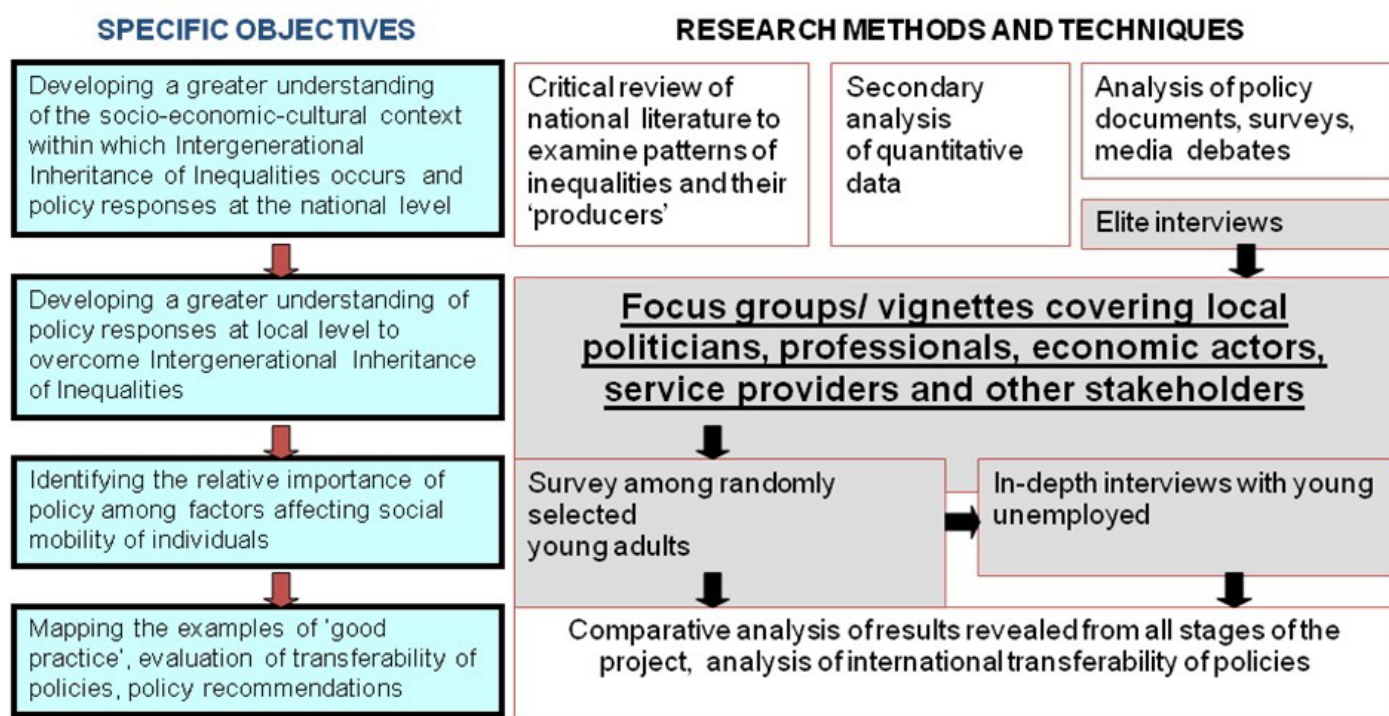 SPECIFIC OBJECTIVES
RESEARCH METHODS AND TECHNIQUES
Developing a greater understanding
of the socio-economic-cultural context
within which Intergenerational
Inheritance of Inequalities occurs and
policy responses at the national level
Critical review of
national literature to
examine patterns of
inequalities and their
‘producers’
Secondary
analysis
of quantitative
data
Analysis of policy
documents, surveys,
media debates
Elite interviews
Developing a greater understanding of
policy responses at local level to
overcome Intergenerational Inheritance
of Inequalities
Focus groups/ vignettes covering local
politicians, professionals, economic actors,
service providers and other stakeholders
Identifying the relative importance of
policy among factors affecting social
mobility of individuals
Survey among randomly
selected
young adults
In-depth interviews with young
unemployed
Mapping the examples of ‘good
practice’, evaluation of transferability of
policies, policy recommendations
Comparative analysis of results revealed from all stages of the
project, analysis of international transferability of policies